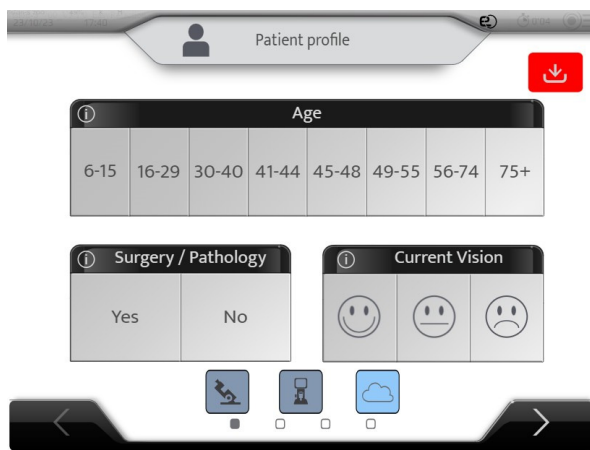 Patient profile
Age
6-15 16-29 30-40 41-44 45-48 49-55 56-74 75+
Surgery / Pathology
Yes No
Current Vision